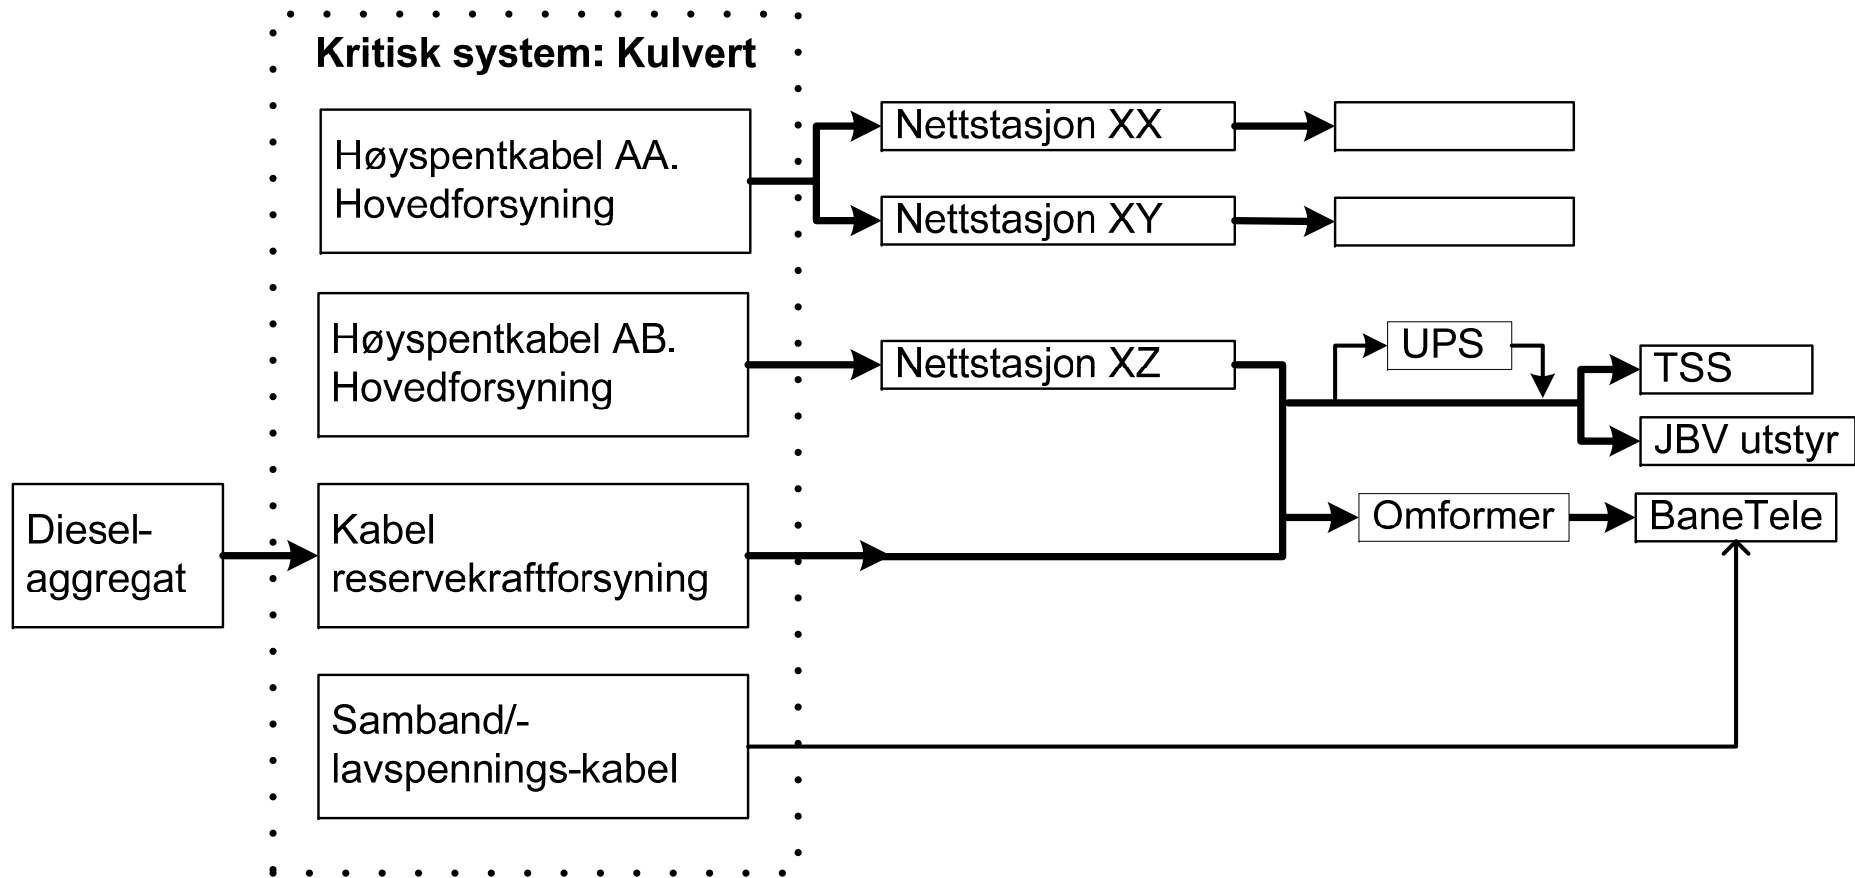 Kritisk system: Kulvert
Høyspentkabel AA.
Hovedforsyning
Nettstasjon XX
Nettstasjon XY
Høyspentkabel AB.
Hovedforsyning
Nettstasjon XZ
UPS
TSS
JBV utstyr
Diesel-
aggregat
Kabel
reservekraftforsyning
Omformer
BaneTele
Samband/-
lavspennings-kabel